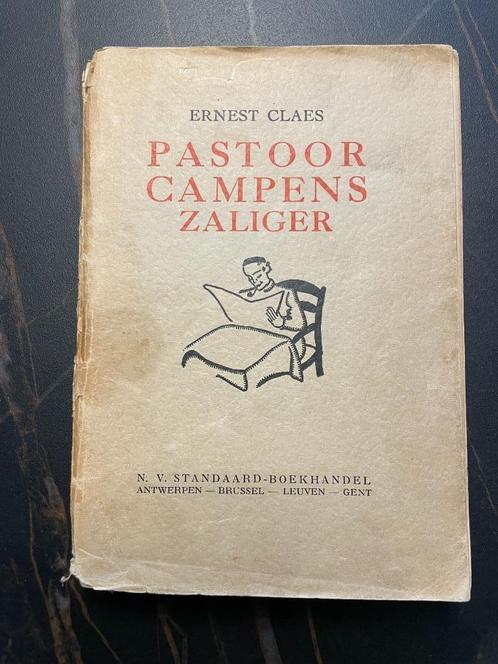 ERNEST CLAES
PASTOOR
CAMPENS
ZALIGER
N. V. STANDAARD-BOEKHANDEL
ANTWERPEN — BRUSSEL — LEUVEN — GENT